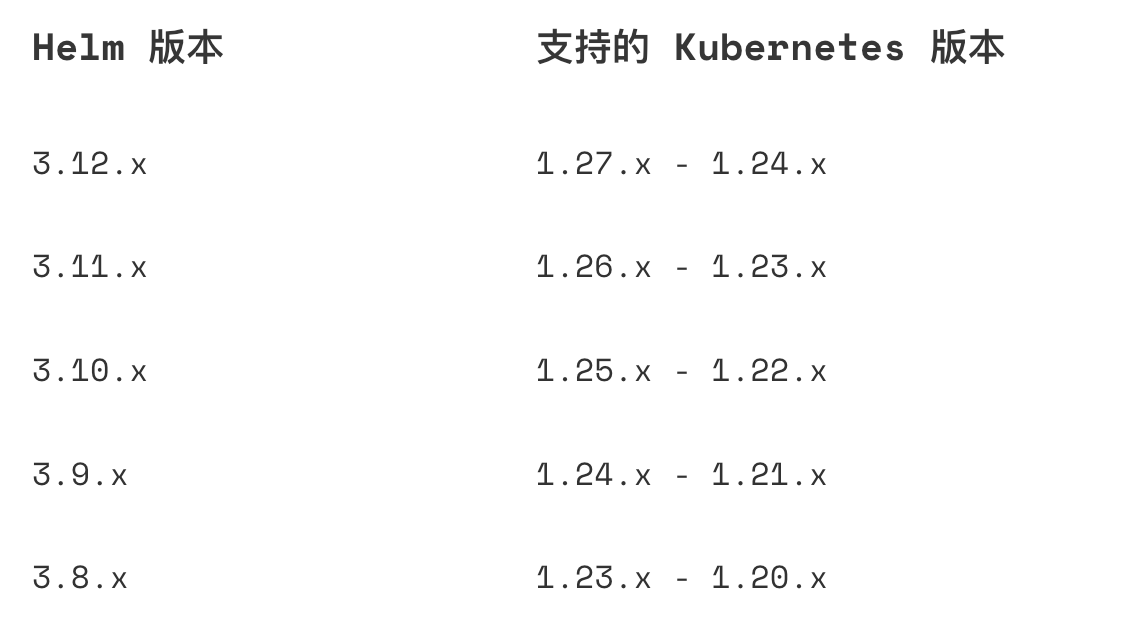 Helm 版本 支持的 Kubernetes 版本
3.12.x 1.27.x - 1.24.x
3.11.x 1.26.x - 1.23.x
3.10.x 1.25.x - 1.22.x
3.9.x 1.24.x - 1.21.x
3.8.x 1.23.x - 1.20.x